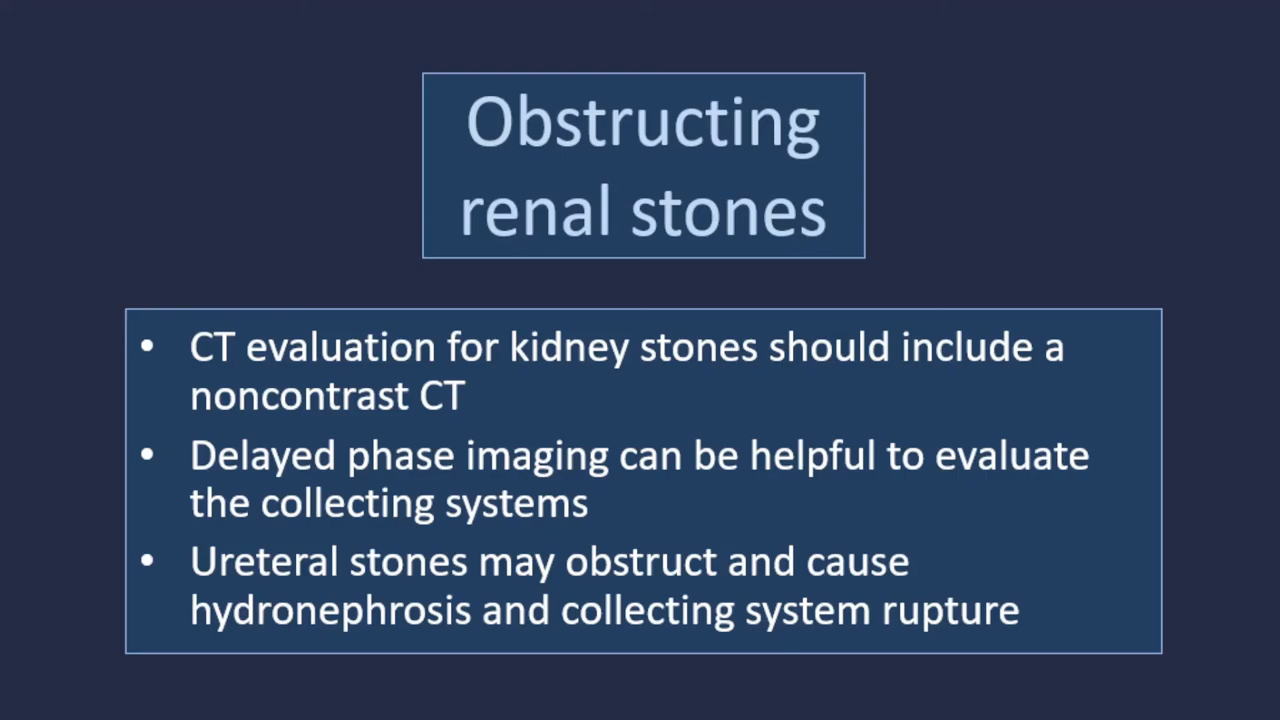 Obstructing
renal stones
• CT evaluation for kidney stones should include a
noncontrast CT
• Delayed phase imaging can be helpful to evaluate
the collecting systems
• Ureteral stones may obstruct and cause
hydronephrosis and collecting system rupture